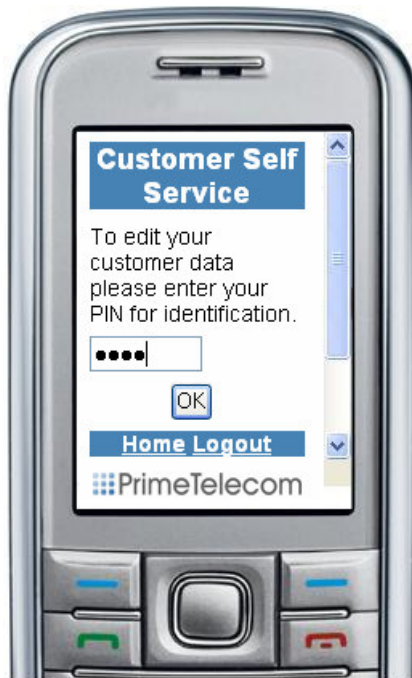 Customer Self
Service
To edit your
customer data
please enter your
PIN for identification.
••••
OK
Home Logout
PrimeTelecom